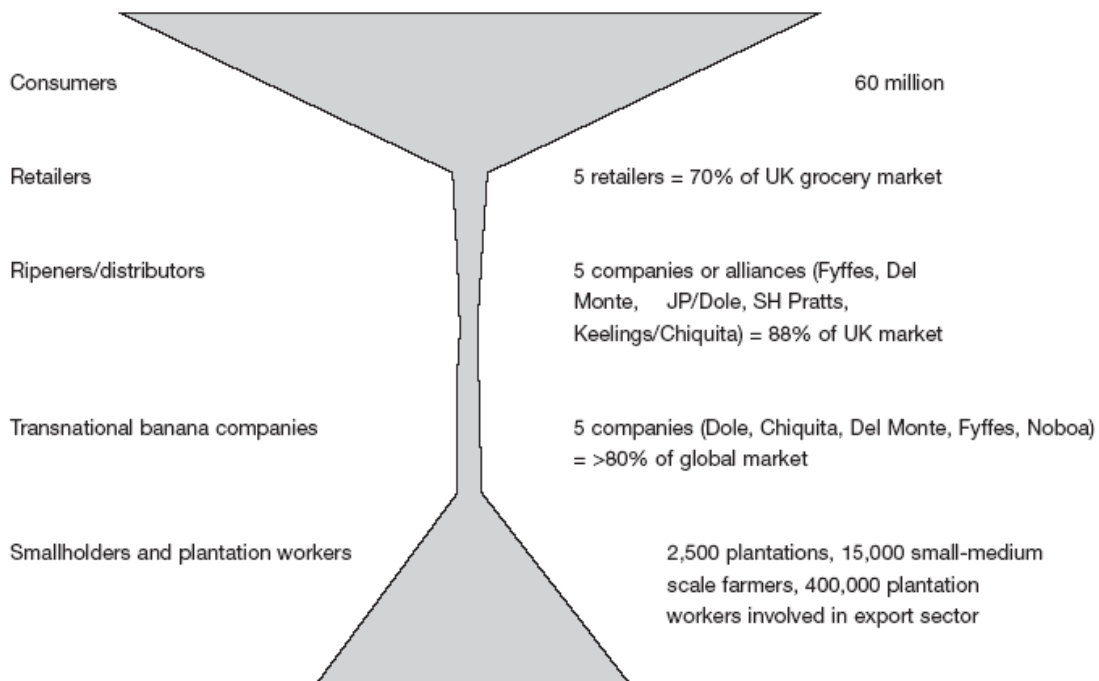 Consumers
60 million
Retailers
5 retailers = 70% of UK grocery market
Ripeners/distributors
5 companies or alliances (Fyffes, Del
Monte, JP/Dole, SH Pratts,
Keelings/Chiquita) = 88% of UK market
Transnational banana companies
5 companies (Dole, Chiquita, Del Monte, Fyffes, Noboa)
= >80% of global market
Smallholders and plantation workers
2,500 plantations, 15,000 small-medium
scale farmers, 400,000 plantation
workers involved in export sector